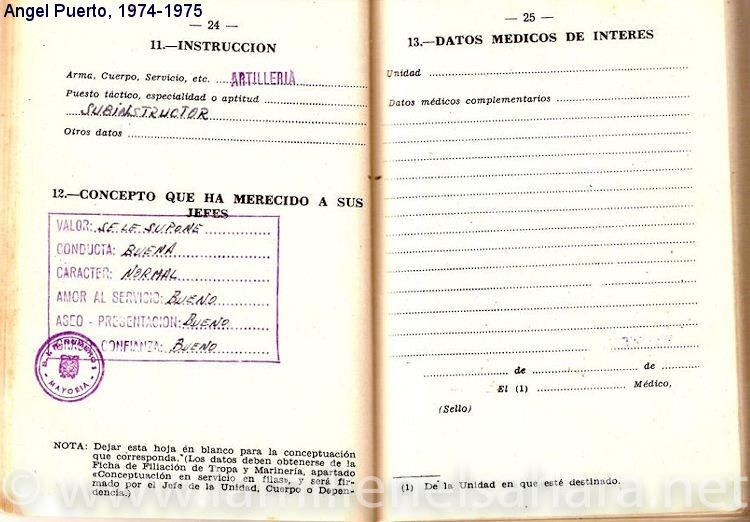 Angel Puerto, 1974-1975
— 24 —
11.—INSTRUCCION
Arma, Cuerpo, Servicio, etc. ARTILLERIA
Puesto táctico, especialidad o aptitud
SUBINSTRUCTOR
Otros datos
12.—CONCEPTO QUE HA MERECIDO A SUS
JEFES
VALOR: SE LE SUPONE
CONDUCTA: BUENA
CARACTER: NORMAL
AMOR AL SERVICIO: BUENO
ASEO - PRESENTACION: BUENO
CONFIANZA: BUENO
MAYORIA
NOTA: Dejar esta hoja en blanco para la conceptuación
que corresponda. (Los datos deben obtenerse de la
Ficha de Filiación de Tropa y Marinería, apartado
«Conceptuación en servicio en filas», y será fir-
mado por el Jefe de la Unidad, Cuerpo o Depen-
dencia.)
— 25 —
13.—DATOS MEDICOS DE INTERES
Unidad
Datos médicos complementarios
de de
El (1) Médico,
(Sello)
(1) De la Unidad en que esté destinado.